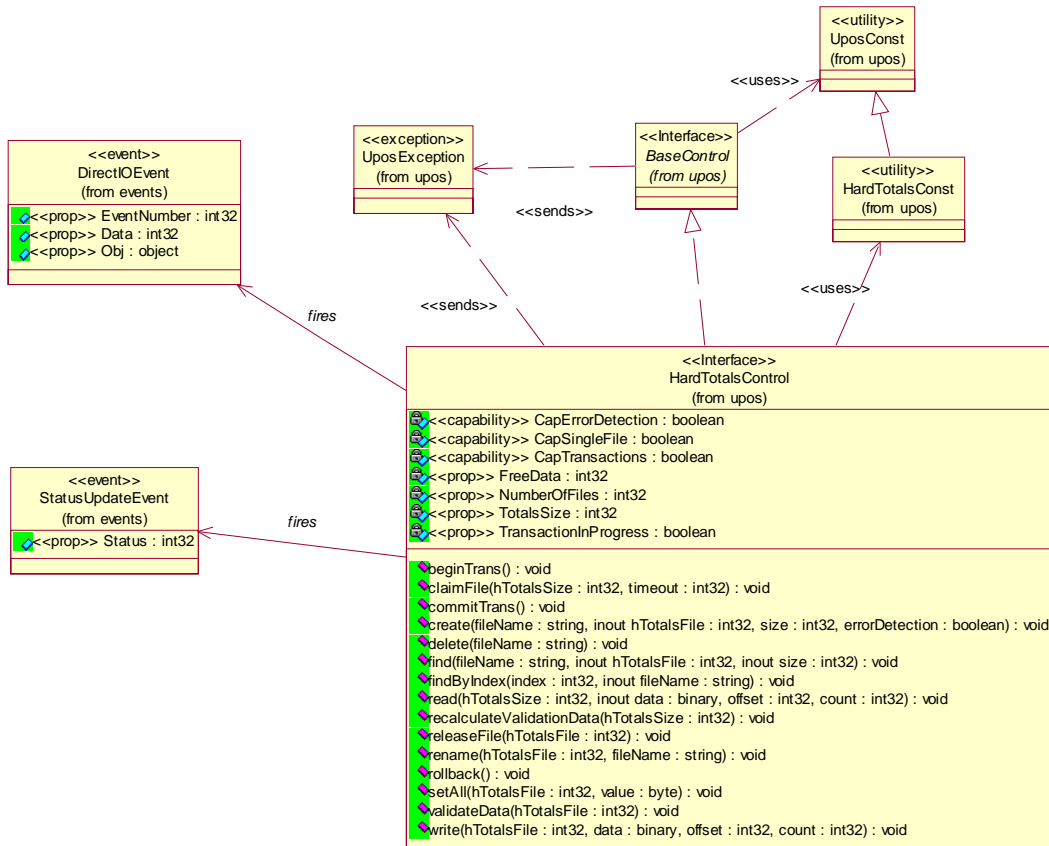 <<utility>>
UposConst
(from upos)
<<uses>>
<<exception>>
UposException
(from upos)
<<Interface>>
BaseControl
(from upos)
<<utility>>
HardTotalsConst
(from upos)
<<event>>
DirectIOEvent
(from events)
<<prop>> EventNumber : int32
<<prop>> Data : int32
<<prop>> Obj : object
<<sends>>
<<uses>>
<<sends>>
fires
<<Interface>>
HardTotalsControl
(from upos)
<<capability>> CapErrorDetection : boolean
<<capability>> CapSingleFile : boolean
<<capability>> CapTransactions : boolean
<<prop>> FreeData : int32
<<prop>> NumberOfFiles : int32
<<prop>> TotalsSize : int32
<<prop>> TransactionInProgress : boolean
<<event>>
StatusUpdateEvent
(from events)
<<prop>> Status : int32
fires
beginTrans() : void
claimFile(hTotalsSize : int32, timeout : int32) : void
commitTrans() : void
create(fileName : string, inout hTotalsFile : int32, size : int32, errorDetection : boolean) : void
delete(fileName : string) : void
find(fileName : string, inout hTotalsFile : int32, inout size : int32) : void
findByIndex(index : int32, inout fileName : string) : void
read(hTotalsSize : int32, inout data : binary, offset : int32, count : int32) : void
recalculateValidationData(hTotalsSize : int32) : void
releaseFile(hTotalsFile : int32) : void
rename(hTotalsFile : int32, fileName : string) : void
rollback() : void
setAll(hTotalsFile : int32, value : byte) : void
validateData(hTotalsFile : int32) : void
write(hTotalsFile : int32, data : binary, offset : int32, count : int32) : void